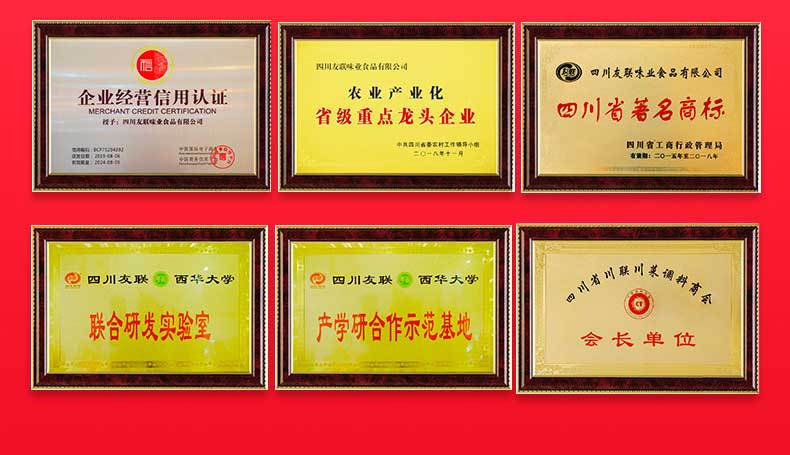 信
企业经营信用认证
MERCHANT CREDIT CERTIFICATION
授予：四川友联味业食品有限公司
四川友联味业食品有限公司
农业产业化
省级重点龙头企业
中共四川省委农村工作领导小组
二〇一八年十一月
友联
四川友联味业食品有限公司
四川省著名商标
四川省工商行政管理局
有效期：二〇一五年至二〇一八年
四川友联 西华大学
联合研发实验室
四川友联 西华大学
产学研合作示范基地
四川省川联川菜调料商会
会长单位